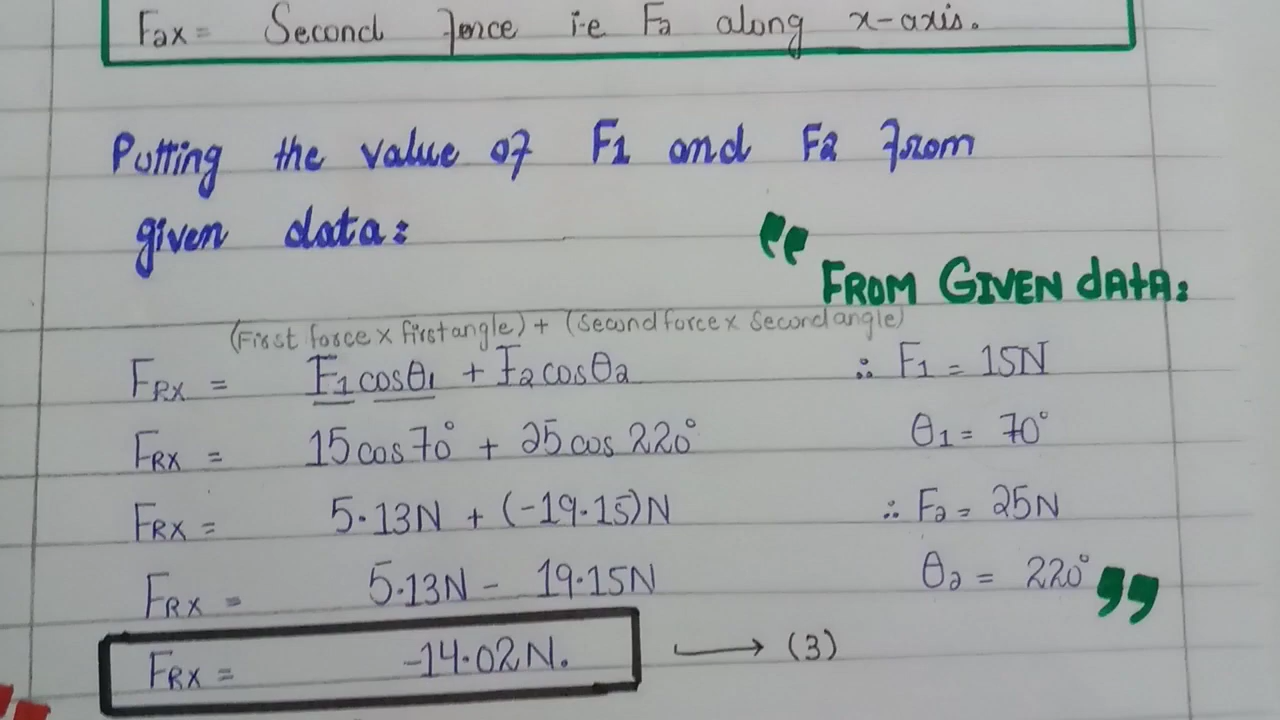 F2x = Second force i.e F2 along x-axis.
Putting the value of F1 and F2 from
given data:
“ FROM GIVEN DATA:
(First force x first angle) + (Second force x Second angle)
FRX = F1 cosθ1 + F2 cosθ2
∴ F1 = 15N
FRX = 15 cos 70° + 25 cos 220°
θ1 = 70°
FRX = 5.13N + (-19.15)N
∴ F2 = 25N
FRX = 5.13N - 19.15N
θ2 = 220° ”
FRX = -14.02N. → (3)